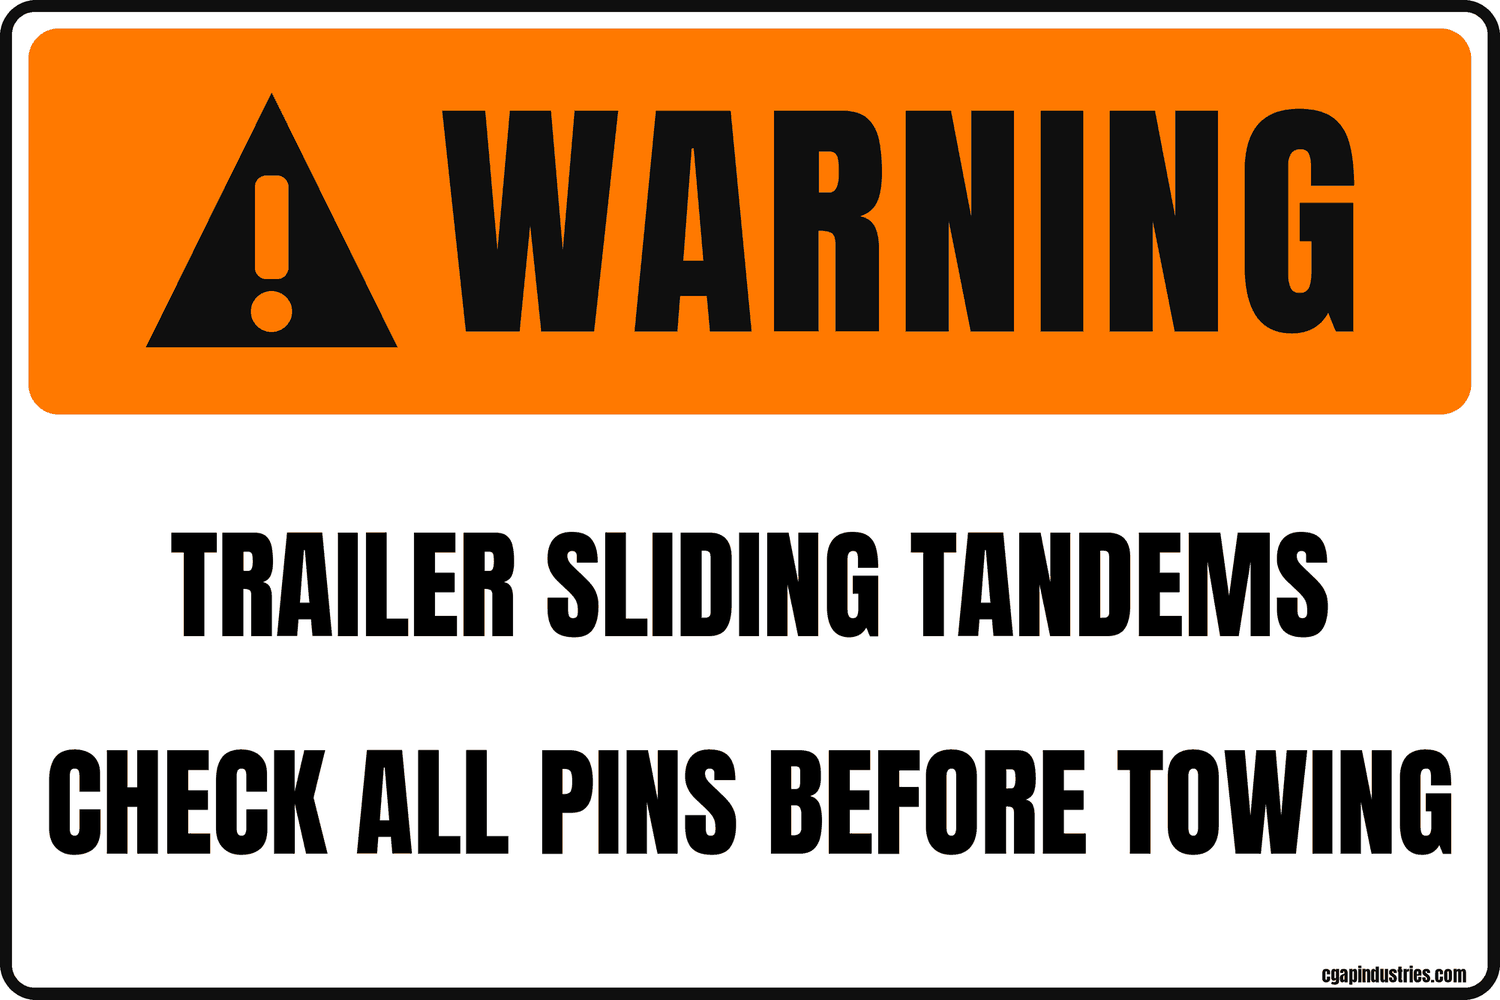 WARNING
TRAILER SLIDING TANDEMS
CHECK ALL PINS BEFORE TOWING
cgapindustries.com